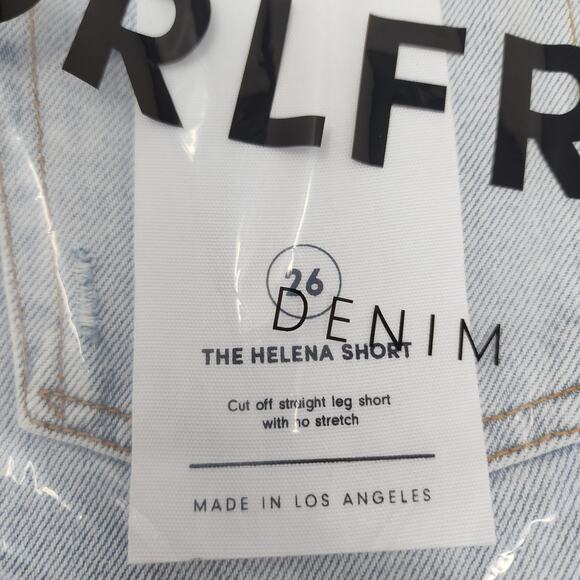 RLFR
26
DENIM
THE HELENA SHORT
Cut off straight leg short
with no stretch
MADE IN LOS ANGELES